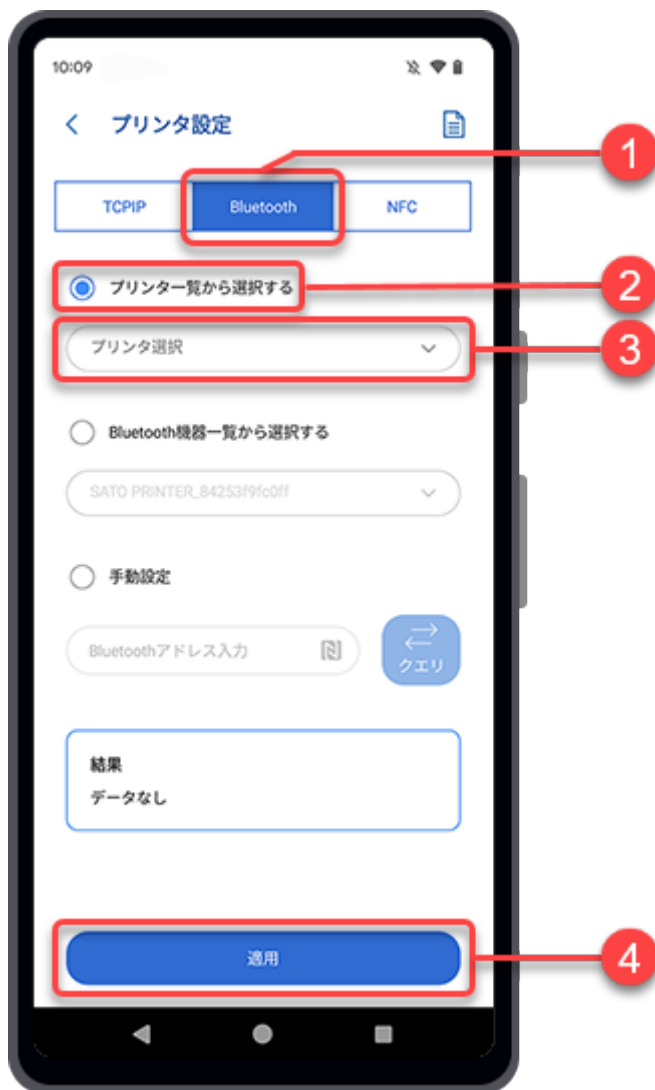 10:09
プリンタ設定
1
TCPIP Bluetooth NFC
プリンター覧から選択する
2
プリンタ選択
3
Bluetooth機器一覧から選択する
SATO PRINTER_84253f9fc0ff
手動設定
Bluetoothアドレス入力
クエリ
結果
データなし
適用
4